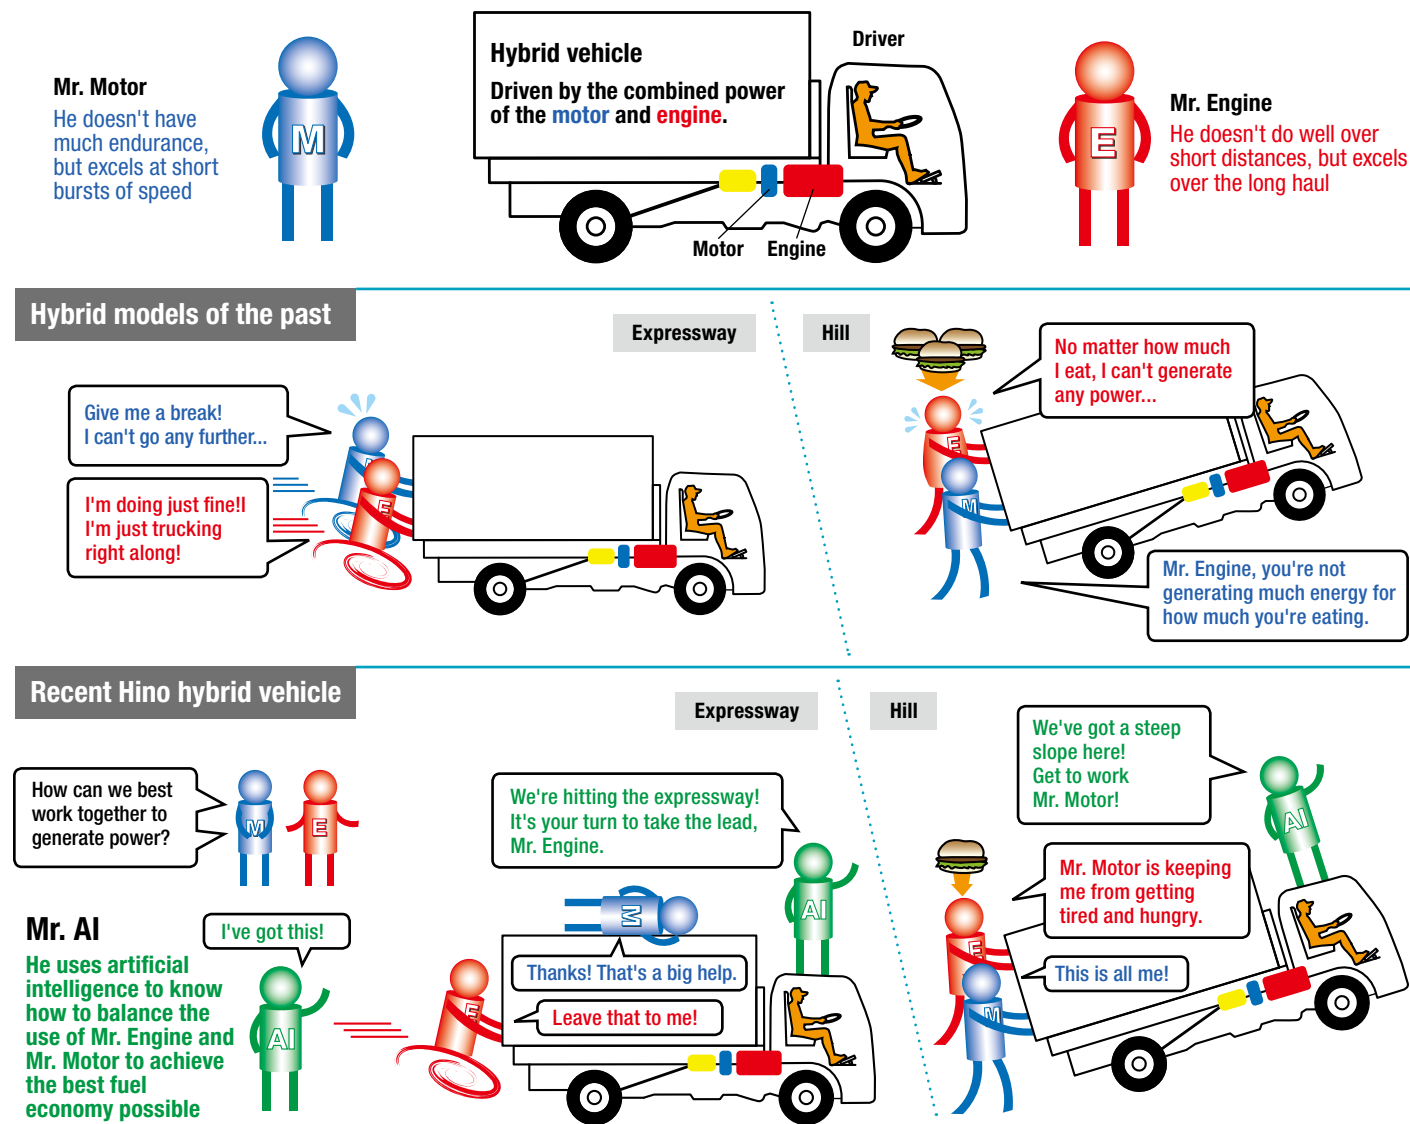 Mr. Motor
He doesn't have
much endurance,
but excels at short
bursts of speed
M
Hybrid vehicle
Driven by the combined power
of the motor and engine.
Driver
Motor
Engine
E
Mr. Engine
He doesn't do well over
short distances, but excels
over the long haul
Hybrid models of the past
Expressway
Give me a break!
I can't go any further...
I'm doing just fine!!
I'm just trucking
right along!
E
Hill
No matter how much
I eat, I can't generate
any power...
E
M
Mr. Engine, you're not
generating much energy for
how much you're eating.
Recent Hino hybrid vehicle
How can we best
work together to
generate power?
M
E
Mr. AI
He uses artificial
intelligence to know
how to balance the
use of Mr. Engine and
Mr. Motor to achieve
the best fuel
economy possible
I've got this!
AI
Expressway
We're hitting the expressway!
It's your turn to take the lead,
Mr. Engine.
AI
M
Thanks! That's a big help.
Leave that to me!
E
Hill
We've got a steep
slope here!
Get to work
Mr. Motor!
AI
Mr. Motor is keeping
me from getting
tired and hungry.
E
This is all me!
M